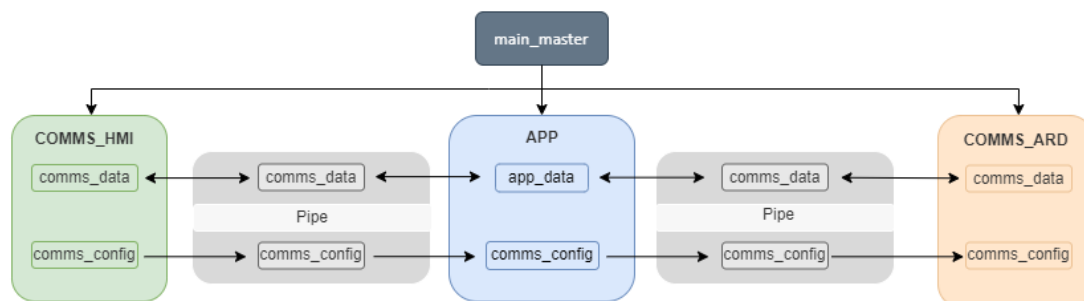 main_master
COMMS_HMI
APP
COMMS_ARD
comms_data
comms_data
app_data
comms_data
comms_data
Pipe
Pipe
comms_config
comms_config
comms_config
comms_config
comms_config